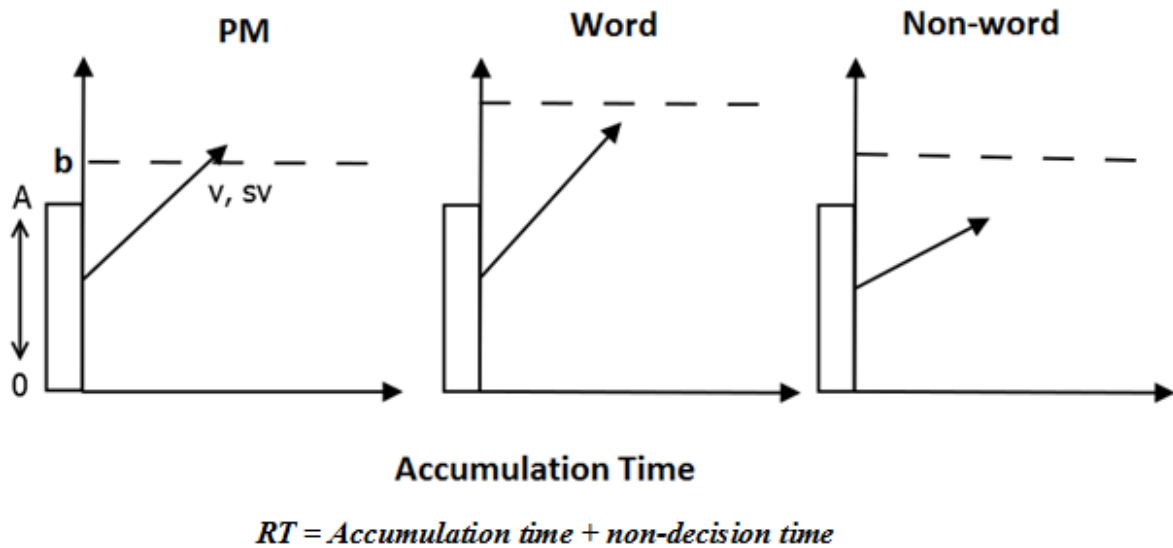 PM Word Non-word
b
A
v, sv
0
Accumulation Time
RT = Accumulation time + non-decision time